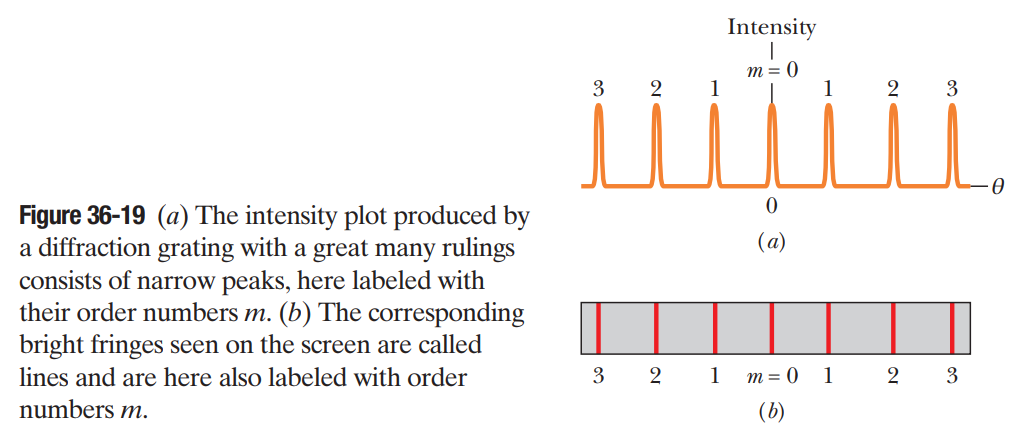 Figure 36-19 (a) The intensity plot produced by
a diffraction grating with a great many rulings
consists of narrow peaks, here labeled with
their order numbers m. (b) The corresponding
bright fringes seen on the screen are called
lines and are here also labeled with order
numbers m.
Intensity
m = 0
3 2 1 1 2 3
θ
0
(a)
3 2 1 m = 0 1 2 3
(b)